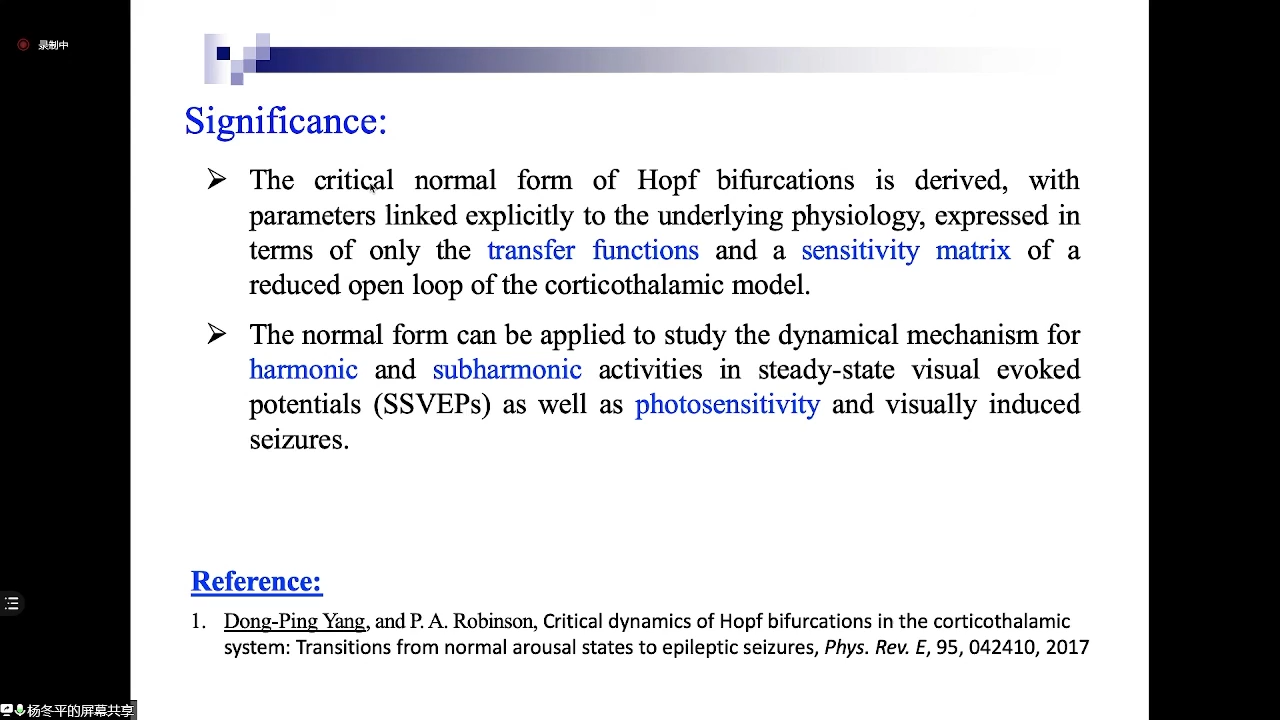 录制中
Significance:
➢ The critical normal form of Hopf bifurcations is derived, with
parameters linked explicitly to the underlying physiology, expressed in
terms of only the transfer functions and a sensitivity matrix of a
reduced open loop of the corticothalamic model.
➢ The normal form can be applied to study the dynamical mechanism for
harmonic and subharmonic activities in steady-state visual evoked
potentials (SSVEPs) as well as photosensitivity and visually induced
seizures.
Reference:
1. Dong-Ping Yang, and P. A. Robinson, Critical dynamics of Hopf bifurcations in the corticothalamic
system: Transitions from normal arousal states to epileptic seizures, Phys. Rev. E, 95, 042410, 2017
杨冬平的屏幕共享